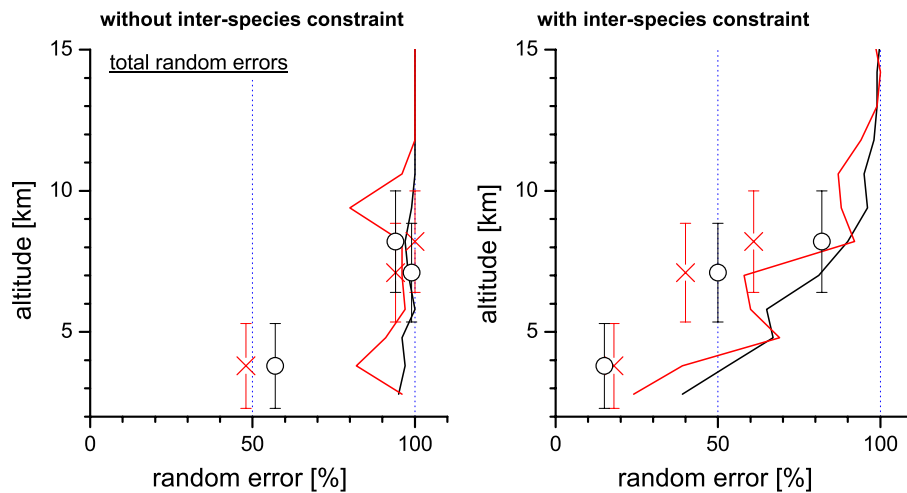 without inter-species constraint
with inter-species constraint
total random errors
15
10
5
altitude [km]
0
50
100
random error [%]
15
10
5
altitude [km]
0
50
100
random error [%]